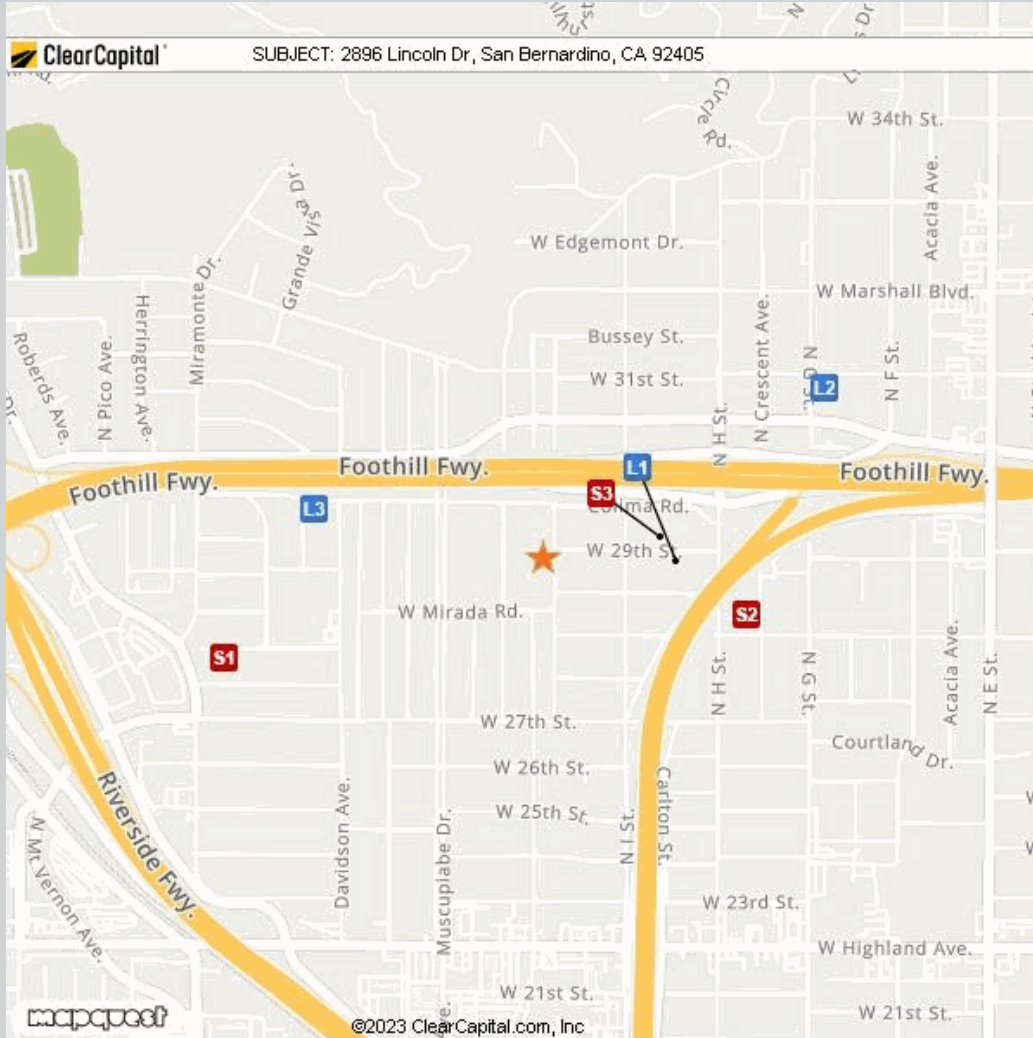 ClearCapital
SUBJECT: 2896 Lincoln Dr, San Bernardino, CA 92405
Circle Rd.
W 34th St.
Acacia Ave.
Grande Vista Dr.
W Edgemont Dr.
Miramonte Dr.
W Marshall Blvd.
Herrington Ave.
Roberds Ave.
N Pico Ave.
Bussey St.
N Crescent Ave.
N F St.
W 31st St.
L2
N H St.
Foothill Fwy.
L1
Foothill Fwy.
Foothill Fwy.
S3
L3
W 29th St.
W Mirada Rd.
S2
S1
N H St.
N G St.
Acacia Ave.
N E St.
W 27th St.
Courtland Dr.
W 26th St.
Riverside Fwy.
Carlton St.
W 25th St.
N I St.
Davidson Ave.
Muscupiabe Dr.
N Mt Vernon Ave.
W 23rd St.
W Highland Ave.
W 21st St.
W 21st St.
mapquest
©2023 ClearCapital.com, Inc